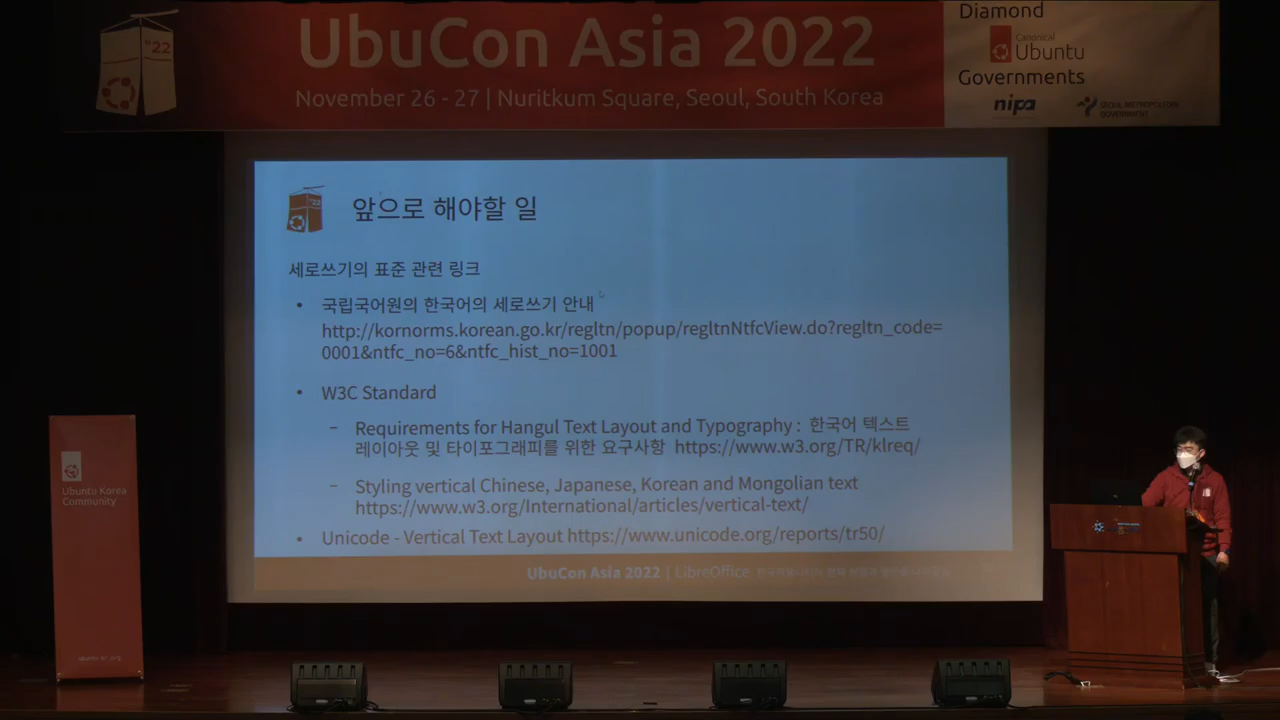 UbuCon Asia 2022
November 26 - 27 | Nuritkum Square, Seoul, South Korea
Diamond
Canonical
Ubuntu
Governments
nipa
SEOUL METROPOLITAN
GOVERNMENT
"22
"22
앞으로 해야할 일
세로쓰기의 표준 관련 링크
• 국립국어원의 한국어의 세로쓰기 안내
http://kornorms.korean.go.kr/regltn/popup/regltnNtfcView.do?regltn_code=
0001&ntfc_no=6&ntfc_hist_no=1001
• W3C Standard
– Requirements for Hangul Text Layout and Typography : 한국어 텍스트
레이아웃 및 타이포그래피를 위한 요구사항 https://www.w3.org/TR/klreq/
– Styling vertical Chinese, Japanese, Korean and Mongolian text
https://www.w3.org/International/articles/vertical-text/
• Unicode - Vertical Text Layout https://www.unicode.org/reports/tr50/
UbuCon Asia 2022 | LibreOffice
Ubuntu Korea
Community